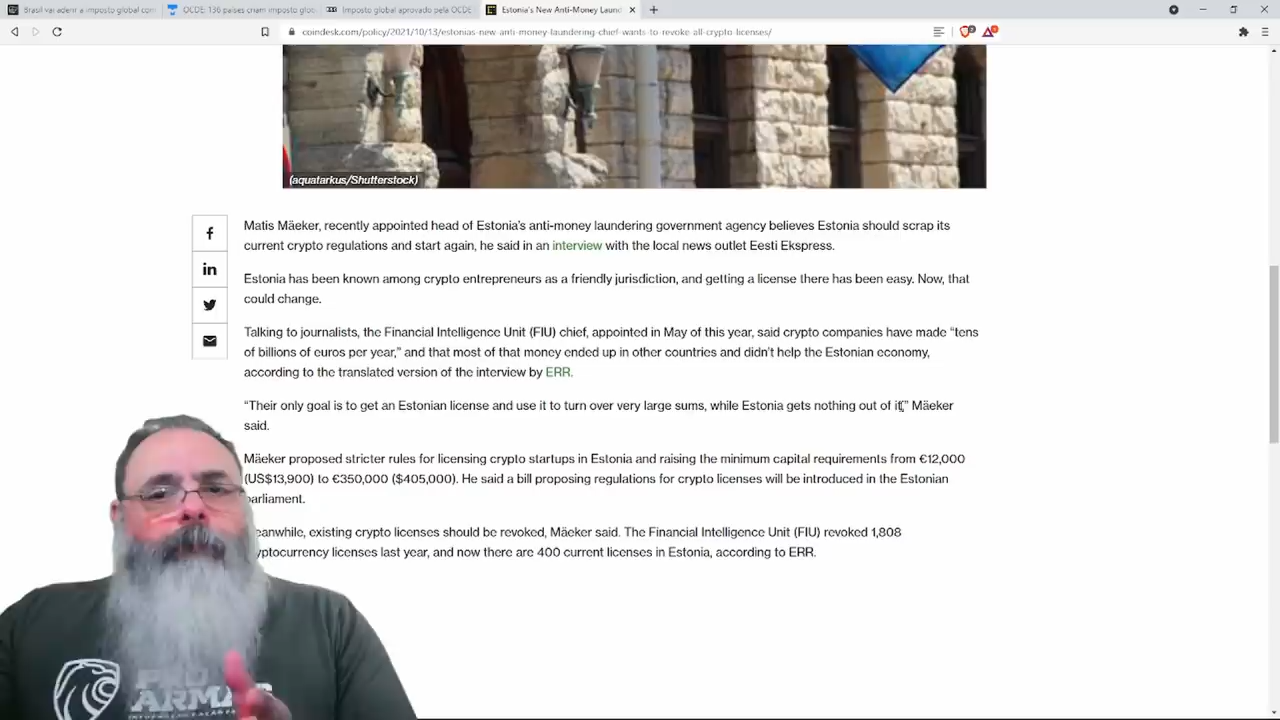 Brasil vai aderir a imposto global com
OCDE: 136 países criam imposto glob
Imposto global aprovado pela OCDE
Estonia's New Anti-Money Laund
coindesk.com/policy/2021/10/13/estonias-new-anti-money-laundering-chief-wants-to-revoke-all-crypto-licenses/
(aquatarkus/Shutterstock)
Matis Mäeker, recently appointed head of Estonia's anti-money laundering government agency believes Estonia should scrap its
current crypto regulations and start again, he said in an interview with the local news outlet Eesti Ekspress.
Estonia has been known among crypto entrepreneurs as a friendly jurisdiction, and getting a license there has been easy. Now, that
could change.
Talking to journalists, the Financial Intelligence Unit (FIU) chief, appointed in May of this year, said crypto companies have made “tens
of billions of euros per year,” and that most of that money ended up in other countries and didn't help the Estonian economy,
according to the translated version of the interview by ERR.
“Their only goal is to get an Estonian license and use it to turn over very large sums, while Estonia gets nothing out of it,” Mäeker
said.
Mäeker proposed stricter rules for licensing crypto startups in Estonia and raising the minimum capital requirements from €12,000
(US$13,900) to €350,000 ($405,000). He said a bill proposing regulations for crypto licenses will be introduced in the Estonian
parliament.
eanwhile, existing crypto licenses should be revoked, Mäeker said. The Financial Intelligence Unit (FIU) revoked 1,808
yptocurrency licenses last year, and now there are 400 current licenses in Estonia, according to ERR.